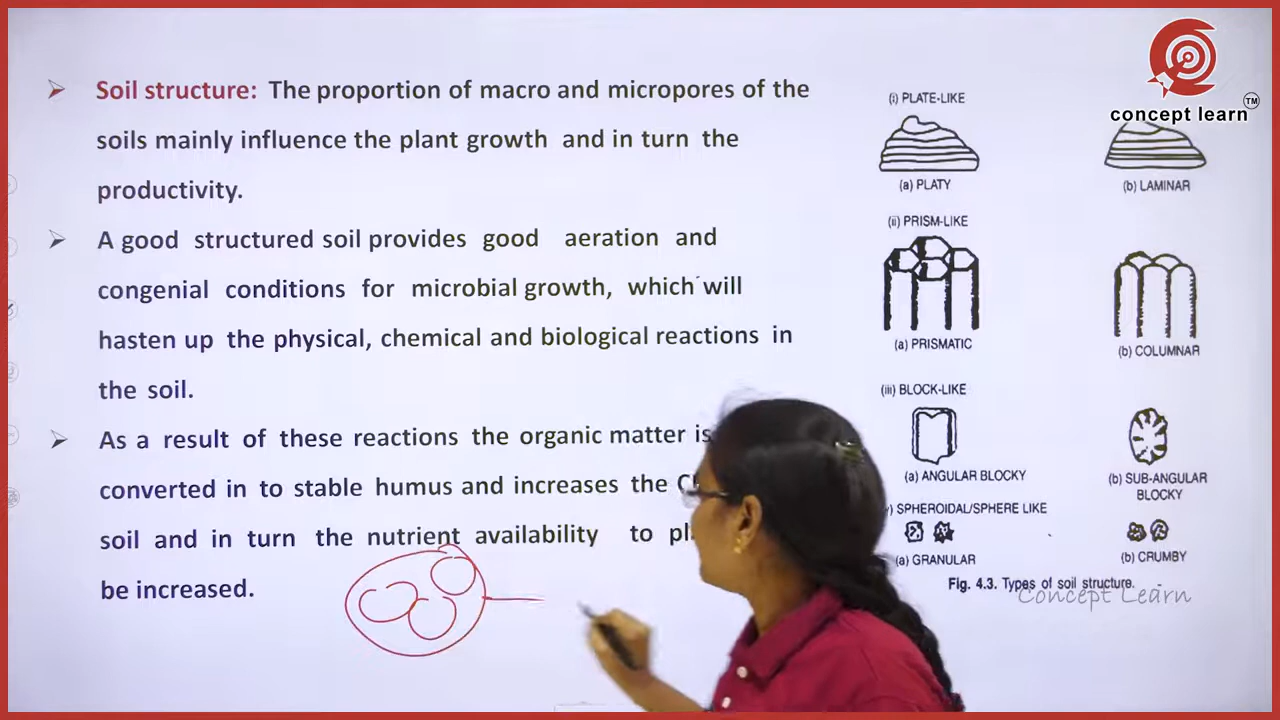 Soil structure: The proportion of macro and micropores of the
soils mainly influence the plant growth and in turn the
productivity.
A good structured soil provides good aeration and
congenial conditions for microbial growth, which will
hasten up the physical, chemical and biological reactions in
the soil.
As a result of these reactions the organic matter is
converted in to stable humus and increases the
soil and in turn the nutrient availability to
be increased.
concept learn TM
(i) PLATE-LIKE
(a) PLATY
(b) LAMINAR
(ii) PRISM-LIKE
(a) PRISMATIC
(b) COLUMNAR
(iii) BLOCK-LIKE
(a) ANGULAR BLOCKY
(b) SUB-ANGULAR
BLOCKY
) SPHEROIDAL/SPHERE LIKE
(a) GRANULAR
(b) CRUMBY
Fig. 4.3. Types of soil structure.
Concept Learn